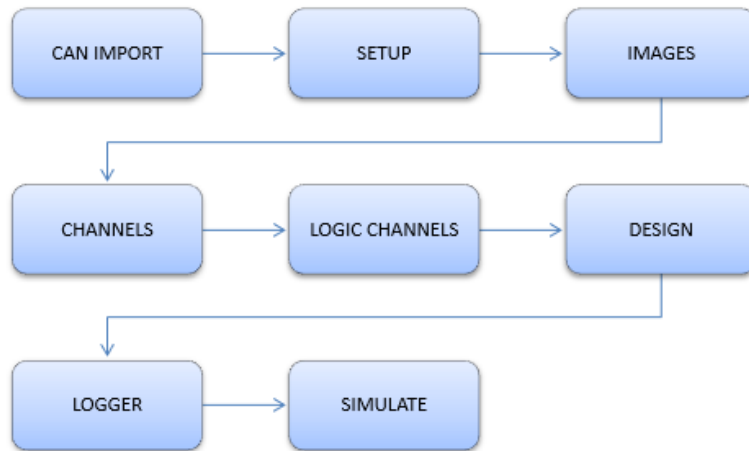 CAN IMPORT
SETUP
IMAGES
CHANNELS
LOGIC CHANNELS
DESIGN
LOGGER
SIMULATE